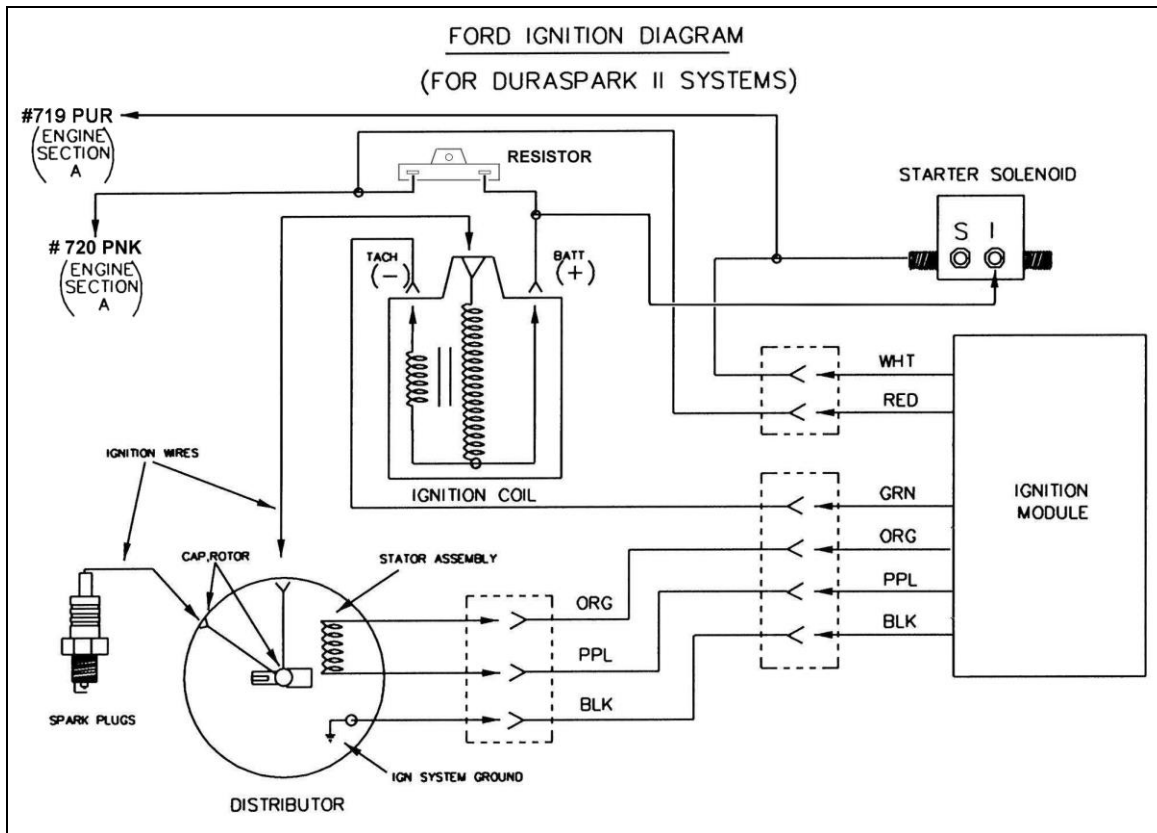 FORD IGNITION DIAGRAM
(FOR DURASPARK II SYSTEMS)
#719 PUR
(ENGINE
SECTION
A)
# 720 PNK
(ENGINE
SECTION
A)
RESISTOR
STARTER SOLENOID
S I
TACH
(-)
BATT
(+)
IGNITION COIL
WHT
RED
GRN
ORG
PPL
BLK
IGNITION
MODULE
IGNITION WIRES
CAP,ROTOR
STATOR ASSEMBLY
ORG
PPL
BLK
SPARK PLUGS
IGN SYSTEM GROUND
DISTRIBUTOR